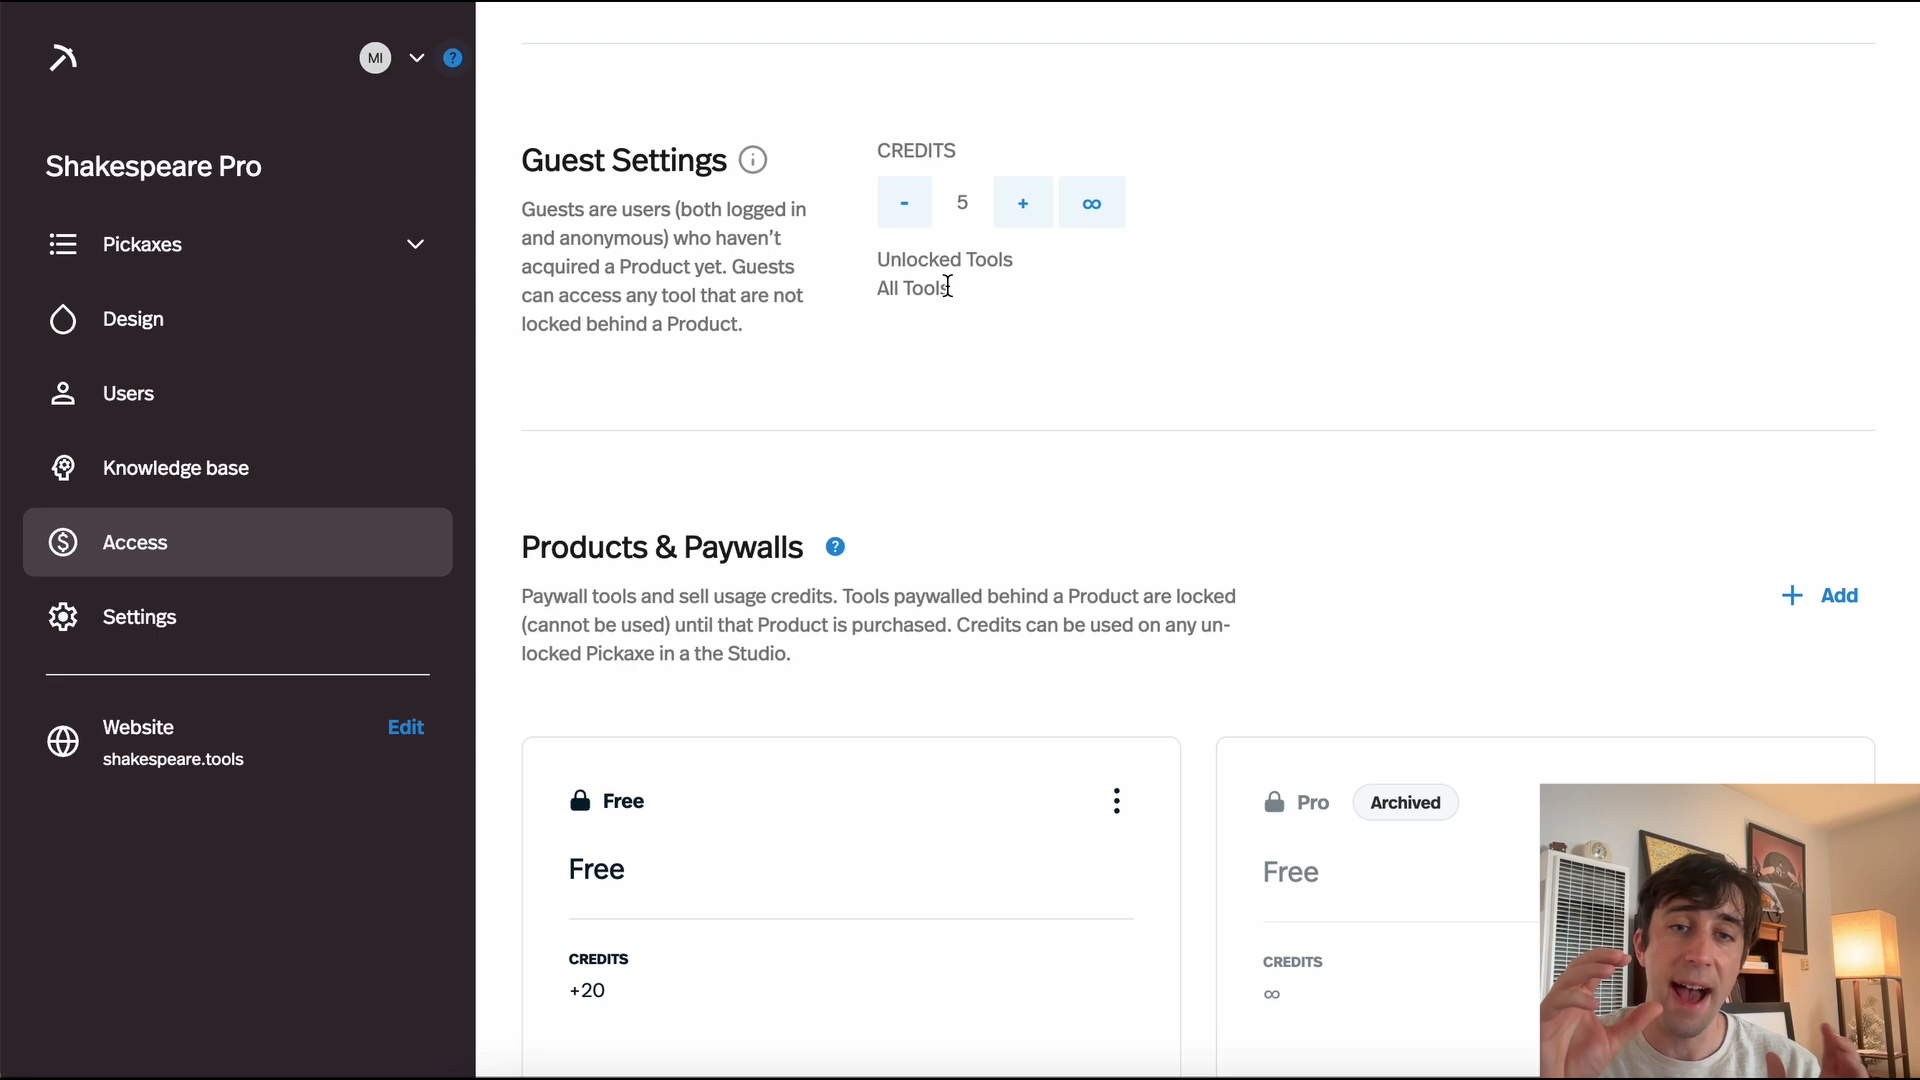 MI
?
Shakespeare Pro
Pickaxes
Design
Users
Knowledge base
Access
Settings
Website
Edit
shakespeare.tools
Guest Settings
Guests are users (both logged in
and anonymous) who haven't
acquired a Product yet. Guests
can access any tool that are not
locked behind a Product.
CREDITS
- 5 + ∞
Unlocked Tools
All Tools
Products & Paywalls ?
Paywall tools and sell usage credits. Tools paywalled behind a Product are locked
(cannot be used) until that Product is purchased. Credits can be used on any un-
locked Pickaxe in a the Studio.
+ Add
Free
Free
CREDITS
+20
Pro Archived
Free
CREDITS
∞